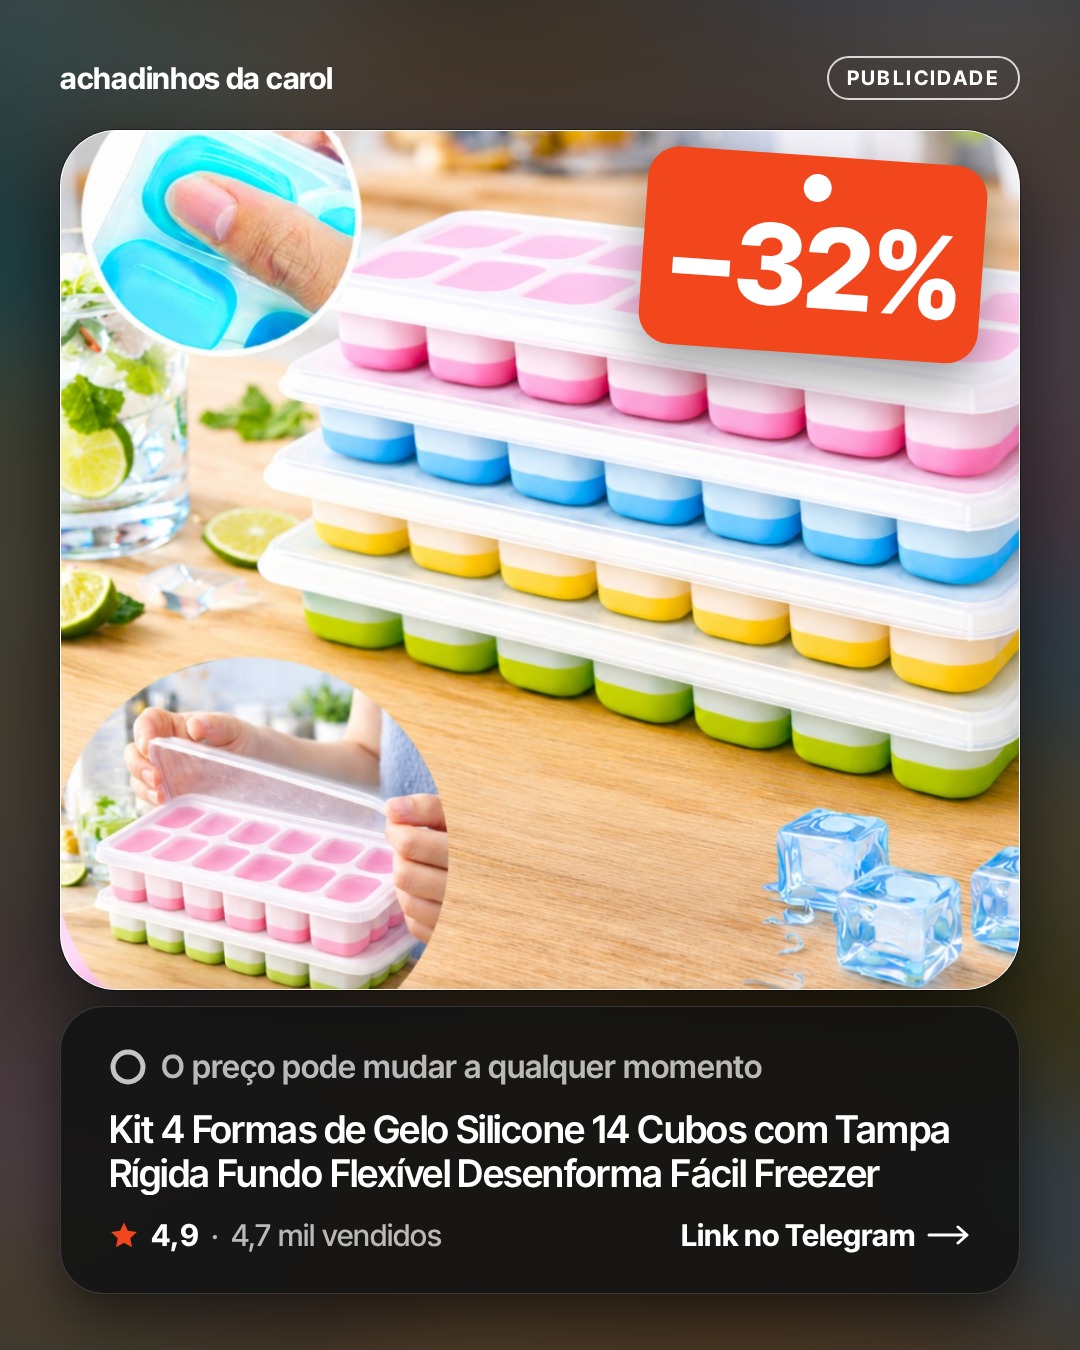 achadinhos da carol
PUBLICIDADE
-32%
O preço pode mudar a qualquer momento
Kit 4 Formas de Gelo Silicone 14 Cubos com Tampa
Rígida Fundo Flexível Desenforma Fácil Freezer
4,9 · 4,7 mil vendidos
Link no Telegram →